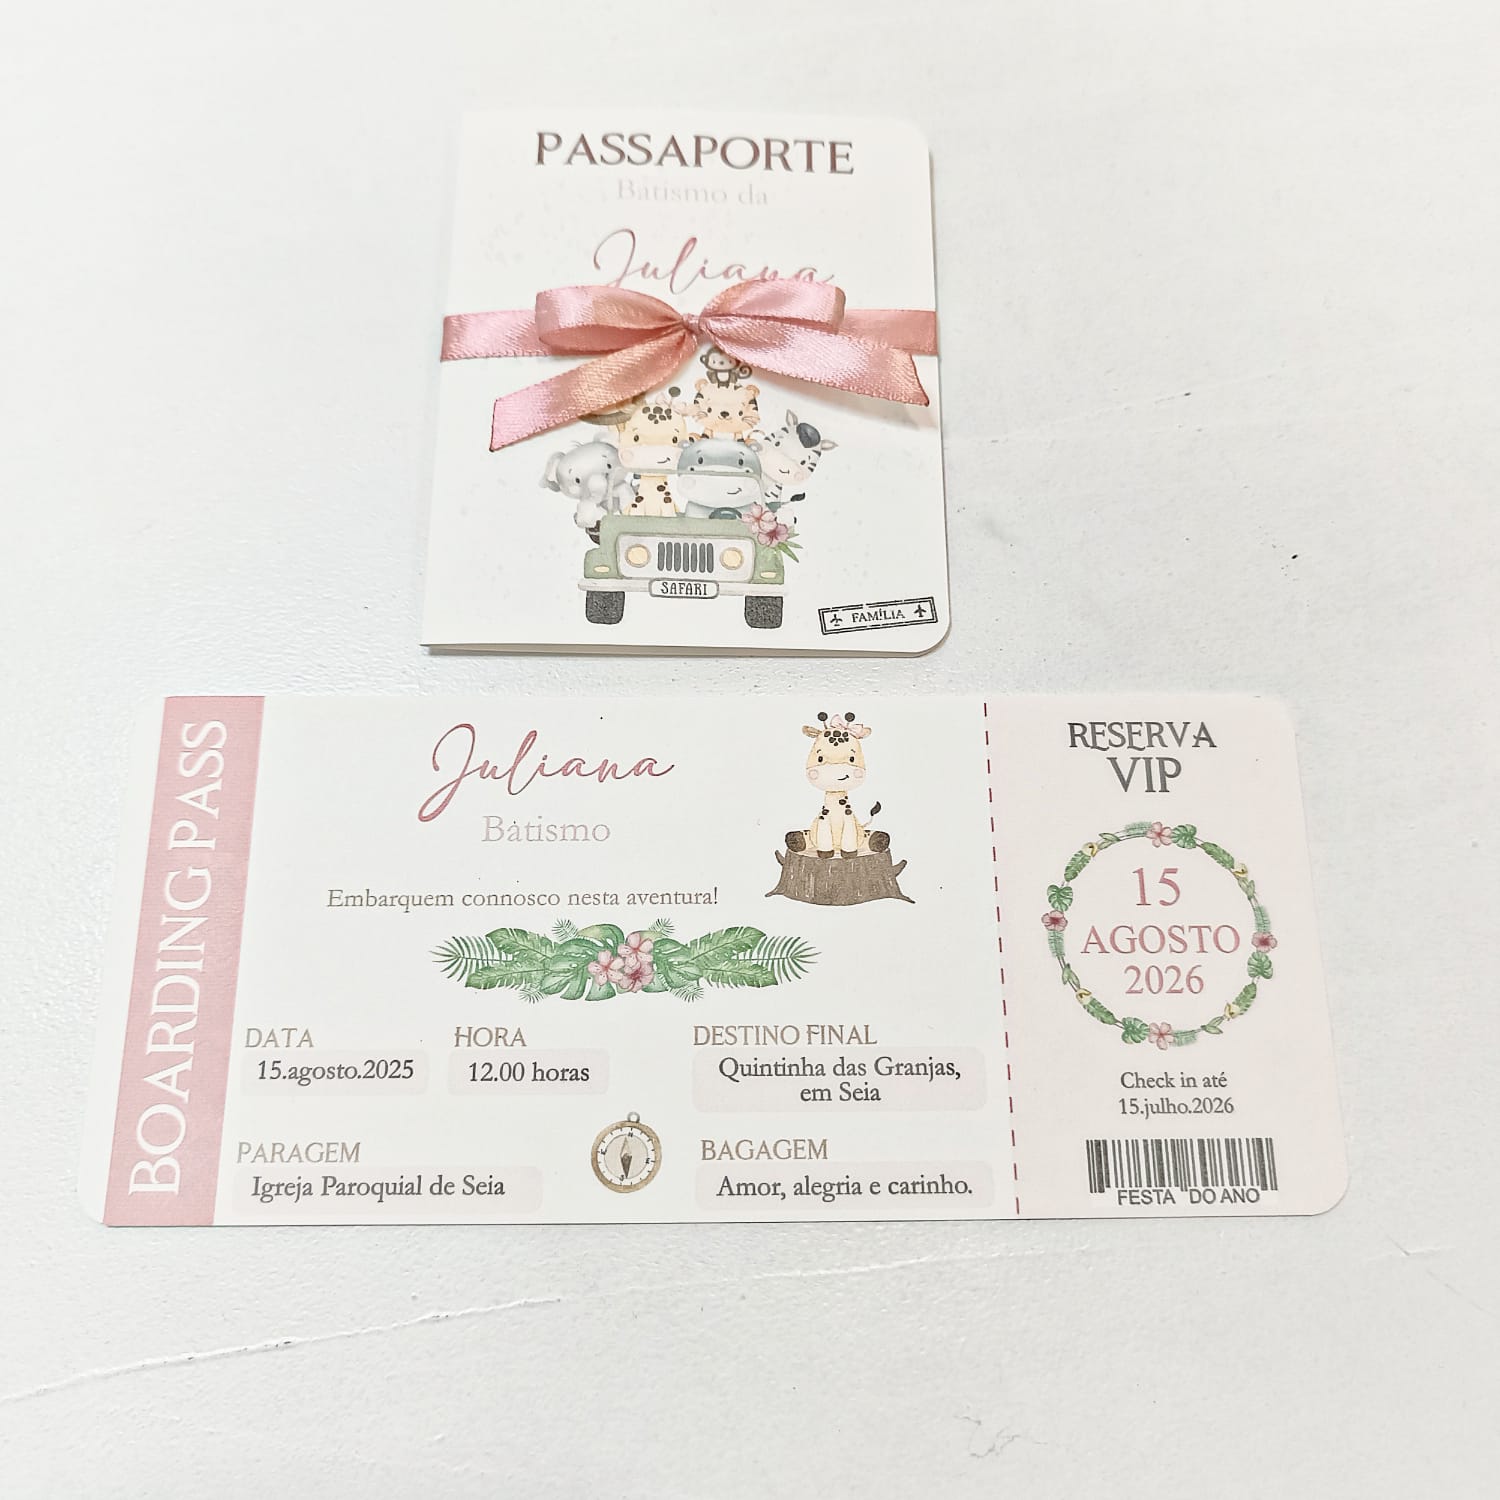 PASSAPORTE
Batismo da
Juliana
SAFARI
FAMÍLIA
BOARDING PASS
Juliana
Batismo
Embarquem connosco nesta aventura!
DATA
15.agosto.2025
HORA
12.00 horas
DESTINO FINAL
Quintinha das Granjas,
em Seia
PARAGEM
Igreja Paroquial de Seia
BAGAGEM
Amor, alegria e carinho.
RESERVA
VIP
15
AGOSTO
2026
Check in até
15.julho.2026
FESTA DO ANO